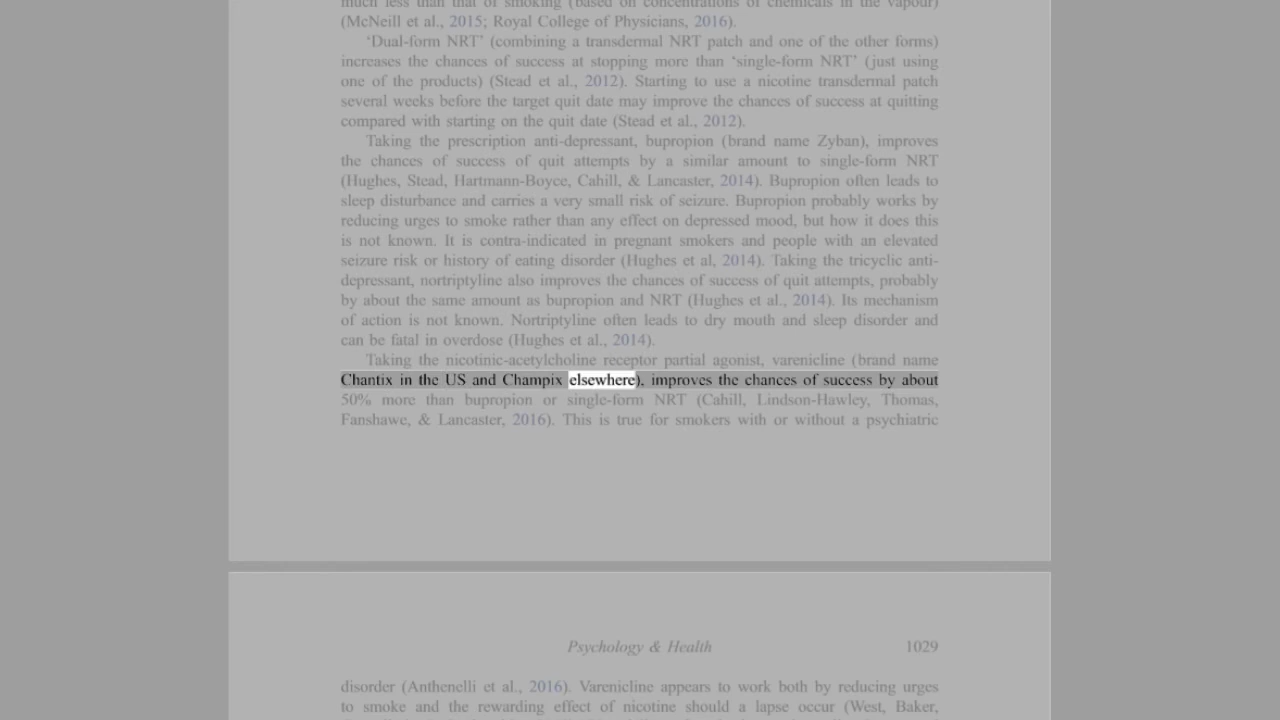 much less than that of smoking (based on concentrations of chemicals in the vapour)
(McNeill et al., 2015; Royal College of Physicians, 2016).
‘Dual-form NRT’ (combining a transdermal NRT patch and one of the other forms)
increases the chances of success at stopping more than ‘single-form NRT’ (just using
one of the products) (Stead et al., 2012). Starting to use a nicotine transdermal patch
several weeks before the target quit date may improve the chances of success at quitting
compared with starting on the quit date (Stead et al., 2012).
Taking the prescription anti-depressant, bupropion (brand name Zyban), improves
the chances of success of quit attempts by a similar amount to single-form NRT
(Hughes, Stead, Hartmann-Boyce, Cahill, & Lancaster, 2014). Bupropion often leads to
sleep disturbance and carries a very small risk of seizure. Bupropion probably works by
reducing urges to smoke rather than any effect on depressed mood, but how it does this
is not known. It is contra-indicated in pregnant smokers and people with an elevated
seizure risk or history of eating disorder (Hughes et al, 2014). Taking the tricyclic anti-
depressant, nortriptyline also improves the chances of success of quit attempts, probably
by about the same amount as bupropion and NRT (Hughes et al., 2014). Its mechanism
of action is not known. Nortriptyline often leads to dry mouth and sleep disorder and
can be fatal in overdose (Hughes et al., 2014).
Taking the nicotinic-acetylcholine receptor partial agonist, varenicline (brand name
Chantix in the US and Champix elsewhere), improves the chances of success by about
50% more than bupropion or single-form NRT (Cahill, Lindson-Hawley, Thomas,
Fanshawe, & Lancaster, 2016). This is true for smokers with or without a psychiatric
Psychology & Health 1029
disorder (Anthenelli et al., 2016). Varenicline appears to work both by reducing urges
to smoke and the rewarding effect of nicotine should a lapse occur (West, Baker,